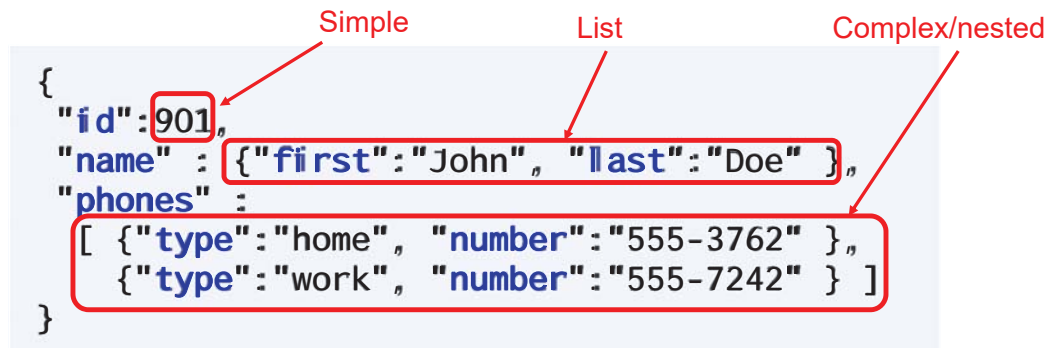 Simple List Complex/nested
{
"id":901,
"name" : {"first":"John", "last":"Doe" },
"phones" :
[ {"type":"home", "number":"555-3762" },
{"type":"work", "number":"555-7242" } ]
}